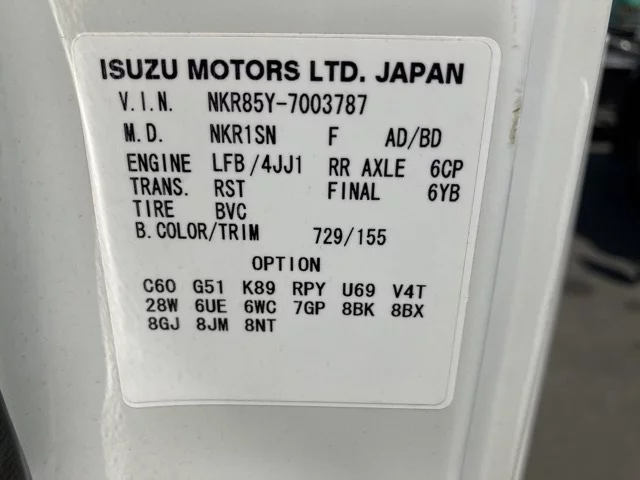 ISUZU MOTORS LTD. JAPAN
V.I.N. NKR85Y-7003787
M.D. NKR1SN F AD/BD
ENGINE LFB/4JJ1 RR AXLE 6CP
TRANS. RST FINAL 6YB
TIRE BVC
B.COLOR/TRIM 729/155
OPTION
C60 G51 K89 RPY U69 V4T
28W 6UE 6WC 7GP 8BK 8BX
8GJ 8JM 8NT